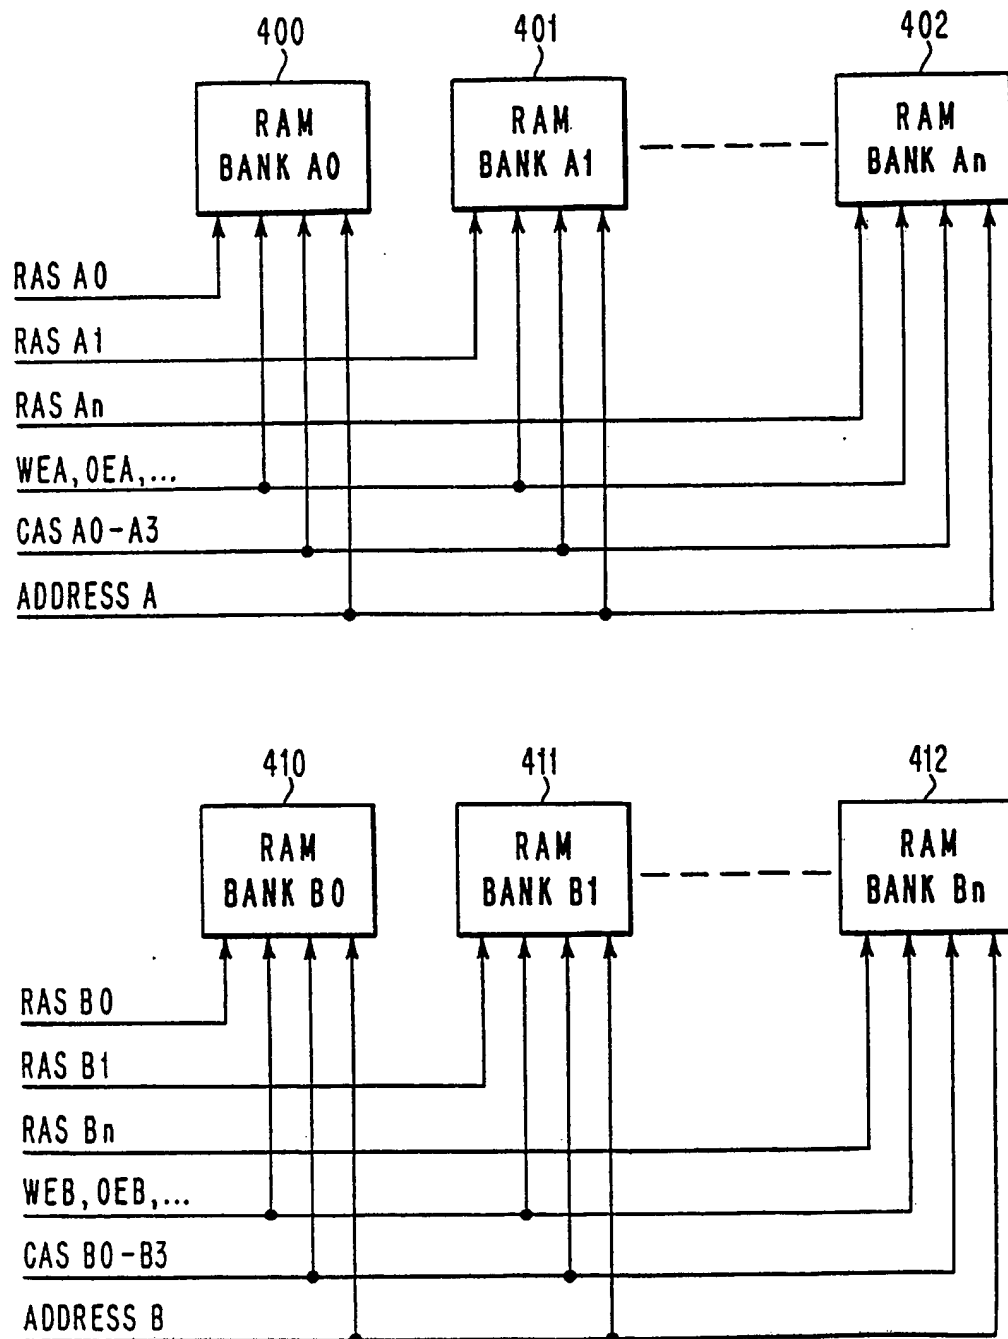 400 401 402
RAM RAM RAM
BANK A0 BANK A1 BANK An
RAS A0
RAS A1
RAS An
WEA, OEA,...
CAS A0-A3
ADDRESS A
410 411 412
RAM RAM RAM
BANK B0 BANK B1 BANK Bn
RAS B0
RAS B1
RAS Bn
WEB, OEB,...
CAS B0-B3
ADDRESS B